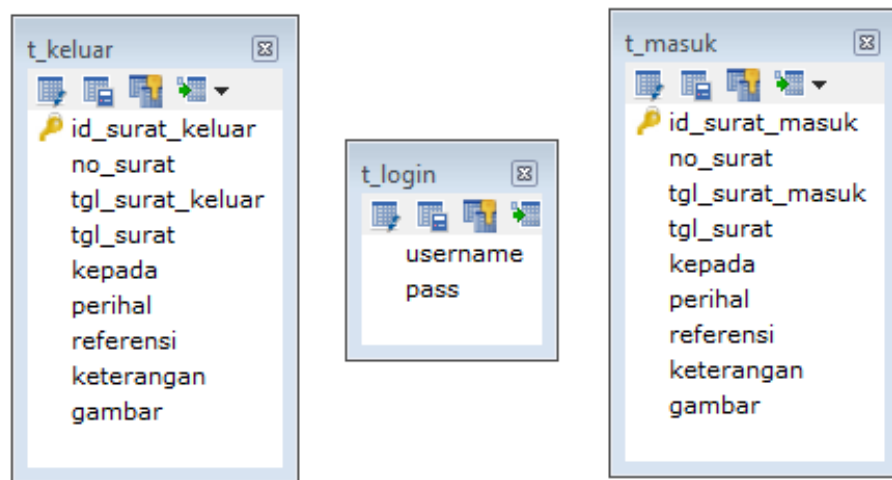 t_keluar
id_surat_keluar
no_surat
tgl_surat_keluar
tgl_surat
kepada
perihal
referensi
keterangan
gambar
t_login
username
pass
t_masuk
id_surat_masuk
no_surat
tgl_surat_masuk
tgl_surat
kepada
perihal
referensi
keterangan
gambar